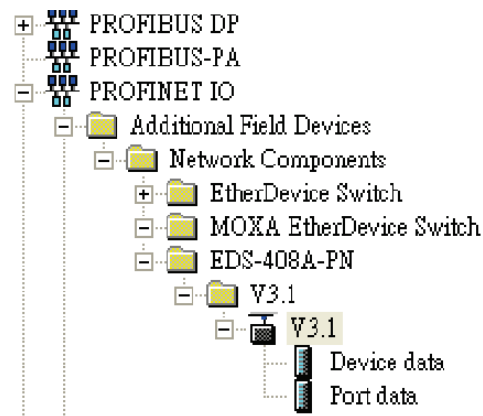 PROFIBUS DP
PROFIBUS-PA
PROFINET IO
Additional Field Devices
Network Components
EtherDevice Switch
MOXA EtherDevice Switch
EDS-408A-PN
V3.1
V3.1
Device data
Port data